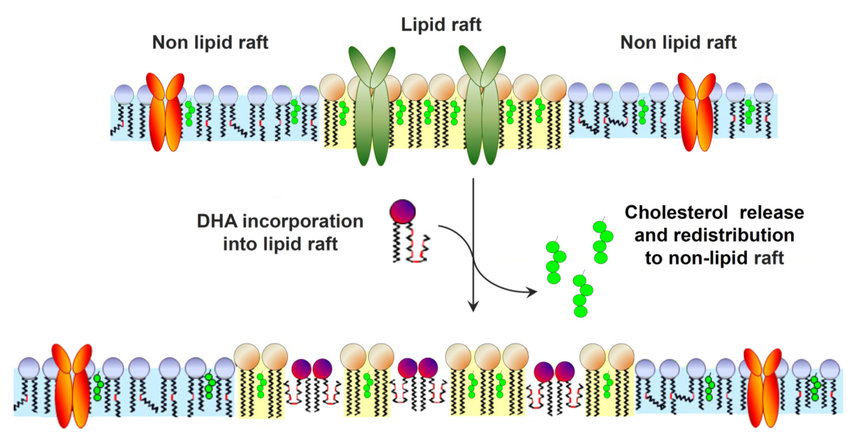 Lipid raft
Non lipid raft
Non lipid raft
DHA incorporation
into lipid raft
Cholesterol release
and redistribution
to non-lipid raft